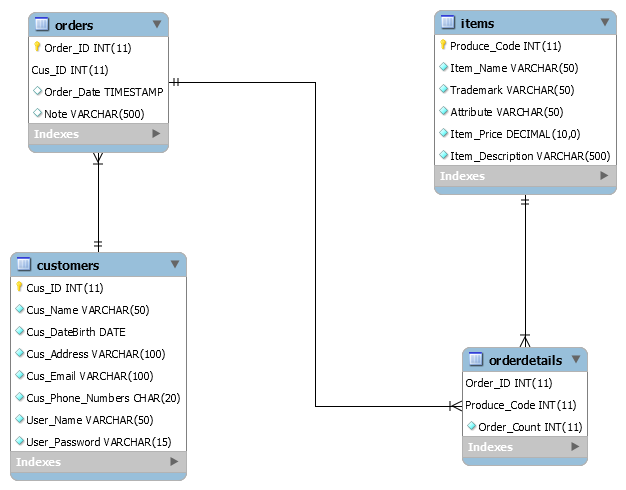 orders
Order_ID INT(11)
Cus_ID INT(11)
Order_Date TIMESTAMP
Note VARCHAR(500)
Indexes
items
Produce_Code INT(11)
Item_Name VARCHAR(50)
Trademark VARCHAR(50)
Attribute VARCHAR(50)
Item_Price DECIMAL(10,0)
Item_Description VARCHAR(500)
Indexes
customers
Cus_ID INT(11)
Cus_Name VARCHAR(50)
Cus_DateBirth DATE
Cus_Address VARCHAR(100)
Cus_Email VARCHAR(100)
Cus_Phone_Numbers CHAR(20)
User_Name VARCHAR(50)
User_Password VARCHAR(15)
Indexes
orderdetails
Order_ID INT(11)
Produce_Code INT(11)
Order_Count INT(11)
Indexes